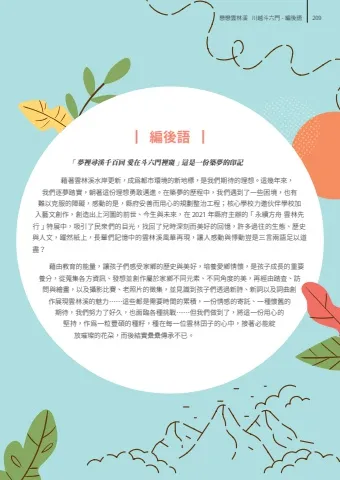 戀戀雲林溪 川越斗六門 - 編後語 209
編後語
「夢裡尋溪千百回 愛在斗六門裡窺」這是一份築夢的印記
藉著雲林溪水岸更新，成為都市環境的新地標，是我們期待的理想。這幾年來，
我們逐夢踏實，朝著這份理想勇敢邁進。在築夢的歷程中，我們遇到了一些困境，也有
難以克服的障礙，感動的是，縣府妥善而用心的規劃整治工程；核心學校力邀伙伴學校加
入藝文創作，創造出上河圖的前世、今生與未來。在 2021 年縣府主辦的「永續方舟 雲林先
行」特展中，吸引了民眾們的目光，找回了兒時深刻而美好的回憶，許多過往的生態、歷史
與人文，躍然紙上，長輩們記憶中的雲林溪風華再現，讓人感動與悸動豈是三言兩語足以道
盡？
藉由教育的能量，讓孩子們感受家鄉的歷史與美好，培養愛鄉情懷，是孩子成長的重要
養分，從蒐集各方資訊、發想並創作屬於家鄉不同元素、不同角度的美，再經由踏查、訪
問與繪畫，以及攝影比賽、老照片的徵集，並見識到孩子們透過新詩、新詞以及詞曲創
作展現雲林溪的魅力⋯⋯這些都是需要時間的累積，一份情感的寄託、一種懷舊的
期待，我們努力了好久，也面臨各種挑戰⋯⋯但我們做到了，將這一份用心的
堅持，作為一粒豐碩的種籽，種在每一位雲林囝子的心中，接著必能綻
放璀璨的花朵，而後結實纍纍傳承不已。